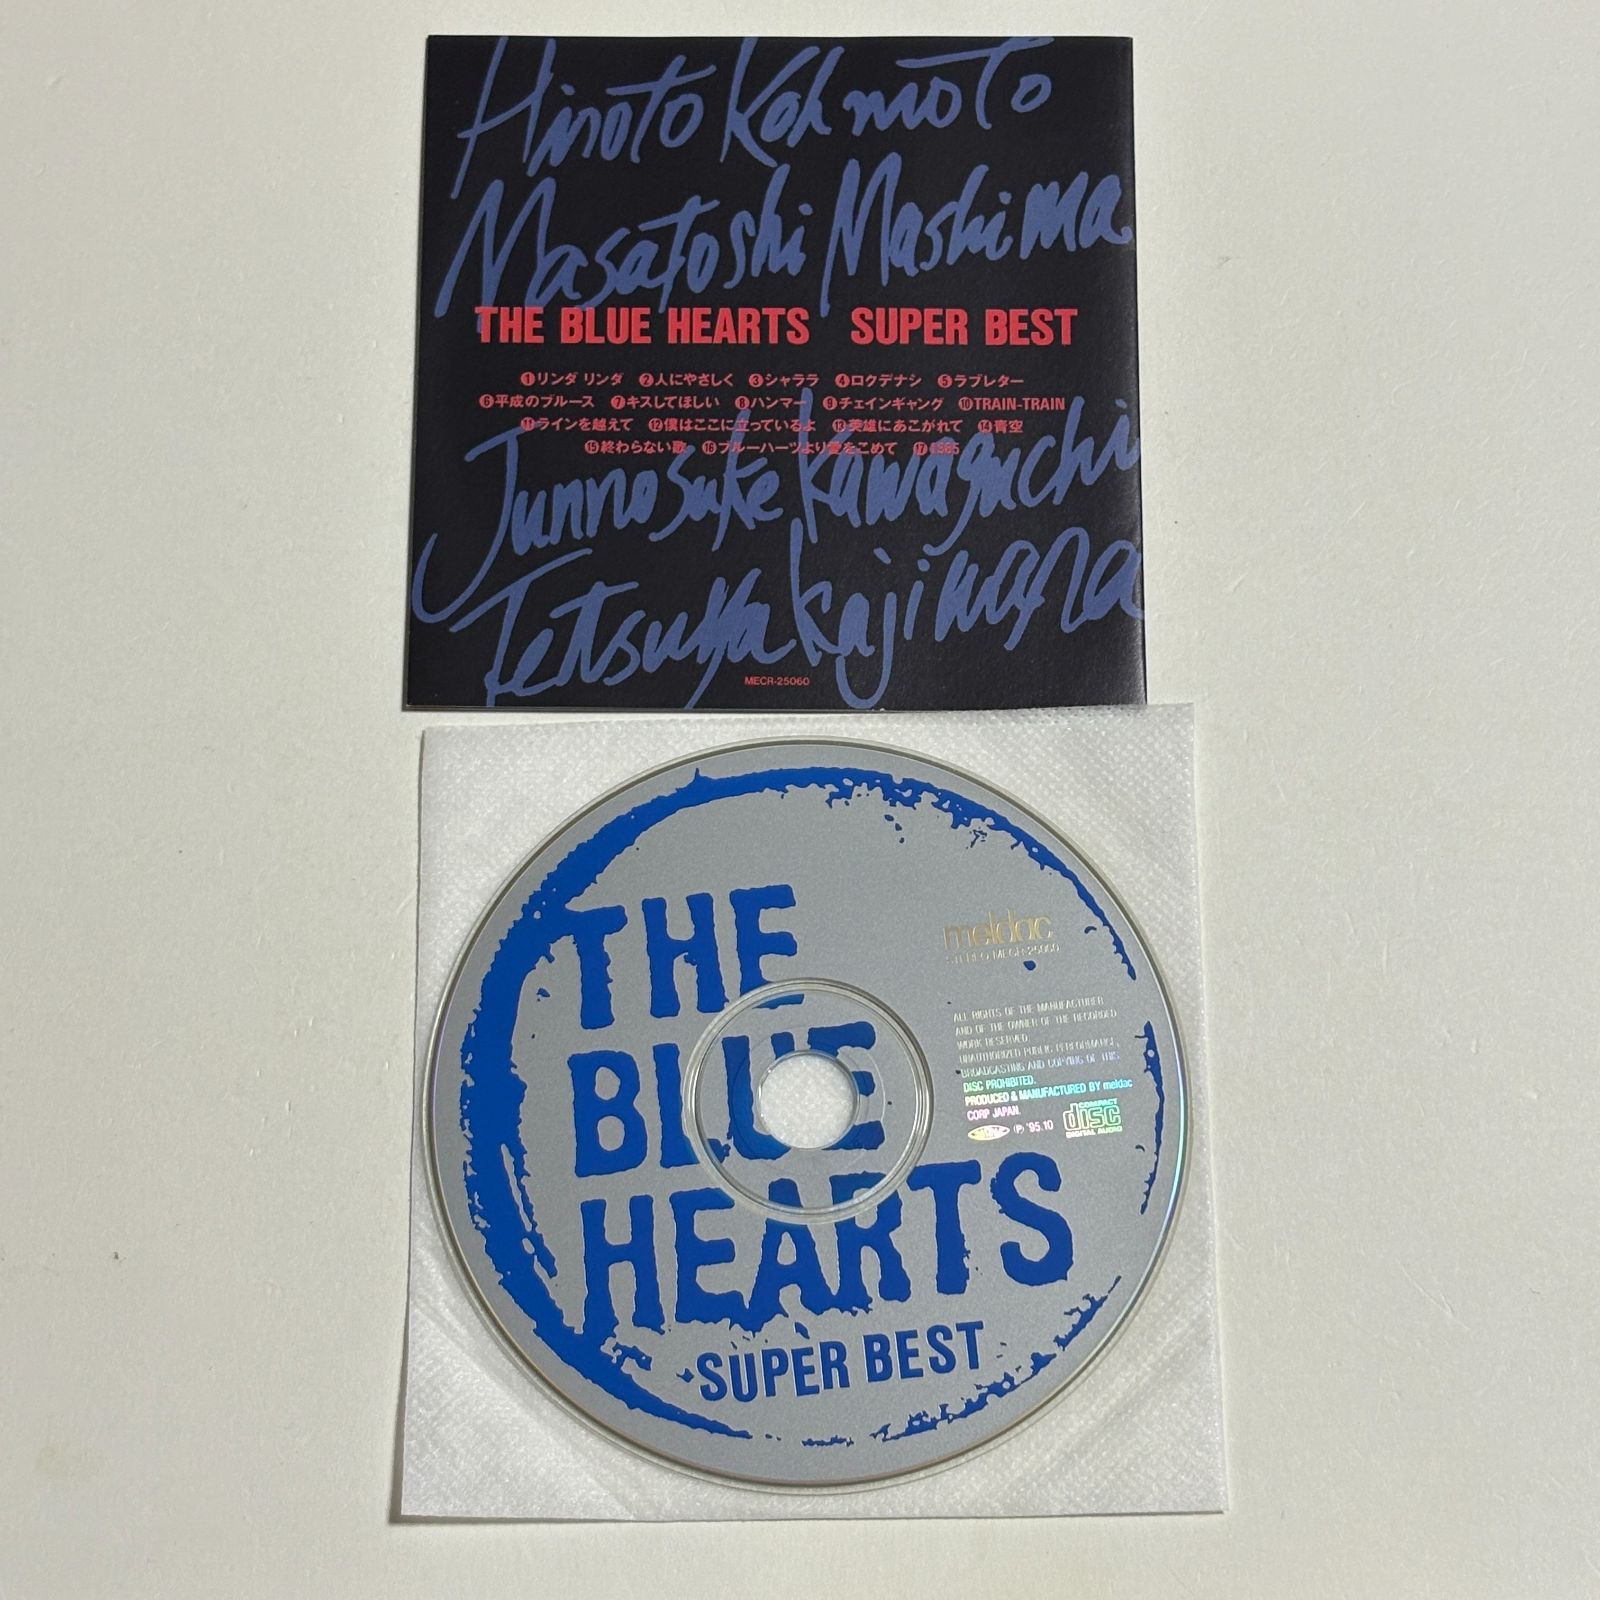 Hiroto Kohmoto
Masatoshi Mashima
THE BLUE HEARTS SUPER BEST
❶リンダ リンダ ❷人にやさしく ❸シャララ ❹ロクデナシ ❺ラブレター
❻平成のブルース ❼キスしてほしい ❽ハンマー ❾チェインギャング ❿TRAIN-TRAIN
⓫ラインを越えて ⓬僕はここに立っているよ ⓭英雄にあこがれて ⓮青空
⓯終わらない歌 ⓰ブルーハーツより愛をこめて ⓱1985
Junnosuke Kawaguchi
Tetsuya Kajiwara
MECR-25060
THE
BLUE
HEARTS
SUPER BEST
meldac
STEREO MECR-25060
ALL RIGHTS OF THE MANUFACTURER
AND OF THE OWNER OF THE RECORDED
WORK RESERVED.
UNAUTHORIZED PUBLIC PERFORMANCE,
BROADCASTING AND COPYING OF THIS
DISC PROHIBITED.
PRODUCED & MANUFACTURED BY meldac
CORP JAPAN.
℗ '95.10
COMPACT
disc
DIGITAL AUDIO